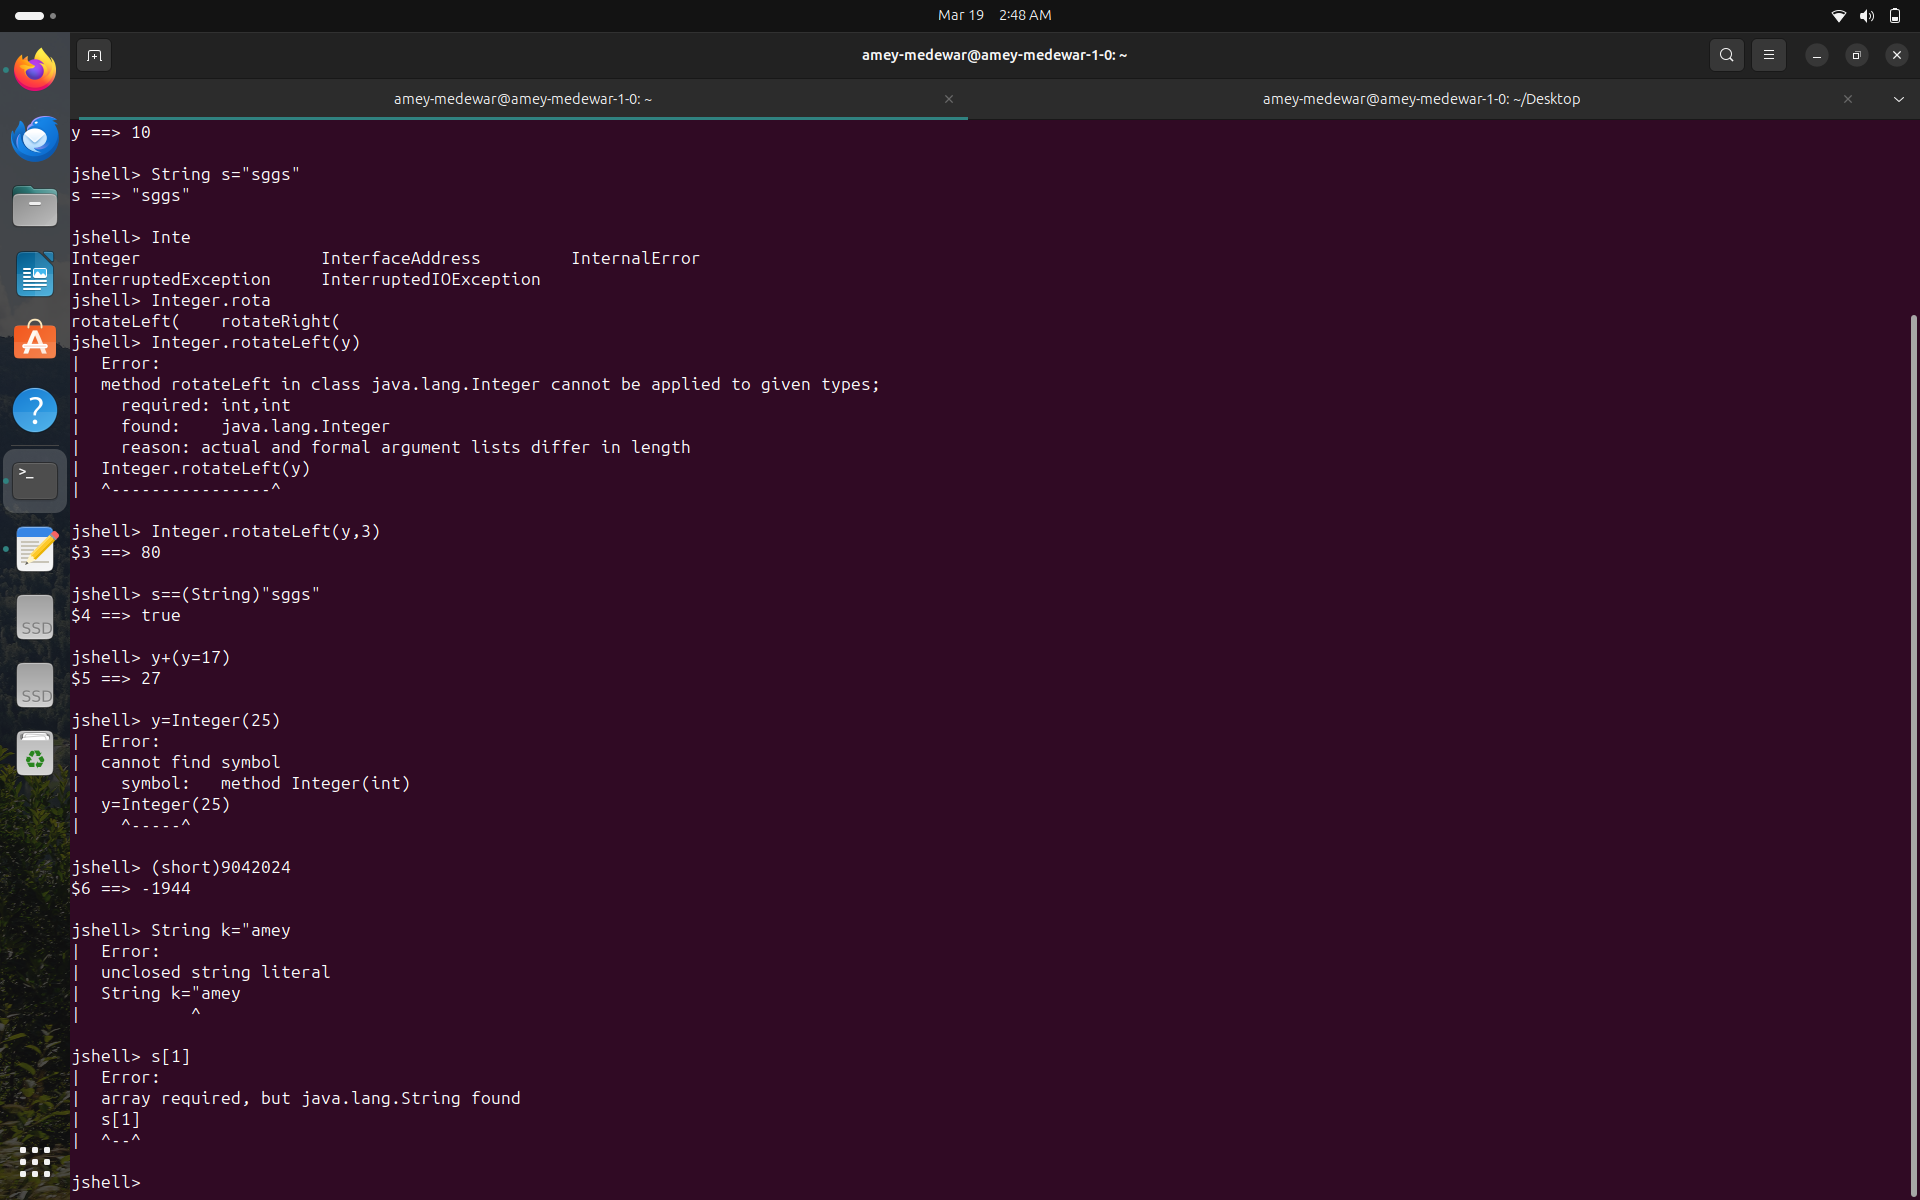 Mar 19 2:48 AM
amey-medewar@amey-medewar-1-0: ~
amey-medewar@amey-medewar-1-0: ~ amey-medewar@amey-medewar-1-0: ~/Desktop
y ==> 10
jshell> String s="sggs"
s ==> "sggs"
jshell> Inte
Integer InterfaceAddress InternalError
InterruptedException InterruptedIOException
jshell> Integer.rota
rotateLeft( rotateRight(
jshell> Integer.rotateLeft(y)
| Error:
| method rotateLeft in class java.lang.Integer cannot be applied to given types;
| required: int,int
| found: java.lang.Integer
| reason: actual and formal argument lists differ in length
| Integer.rotateLeft(y)
| ^----------------^
jshell> Integer.rotateLeft(y,3)
$3 ==> 80
jshell> s==(String)"sggs"
$4 ==> true
jshell> y+(y=17)
$5 ==> 27
jshell> y=Integer(25)
| Error:
| cannot find symbol
| symbol: method Integer(int)
| y=Integer(25)
| ^-----^
jshell> (short)9042024
$6 ==> -1944
jshell> String k="amey
| Error:
| unclosed string literal
| String k="amey
| ^
jshell> s[1]
| Error:
| array required, but java.lang.String found
| s[1]
| ^--^
jshell>
SSD
SSD